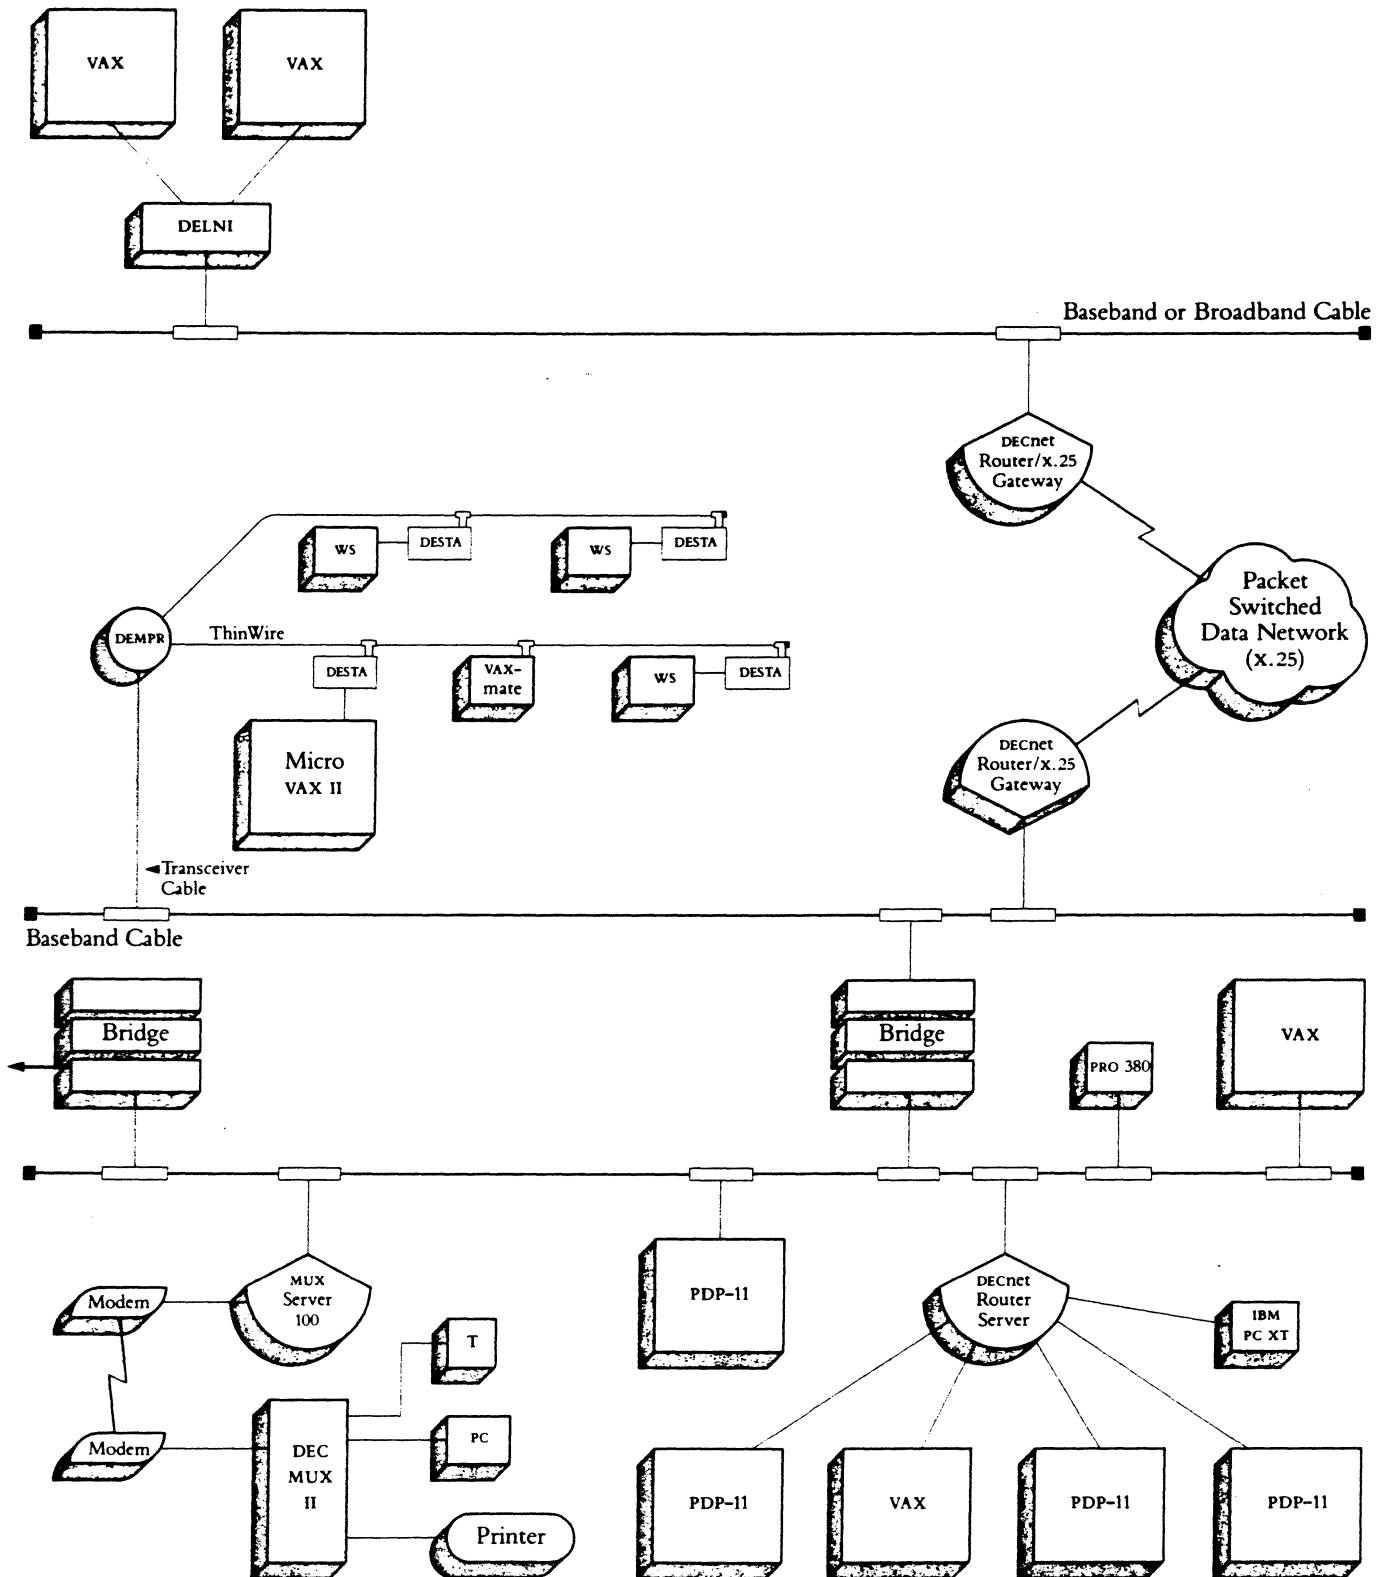 VAX
VAX
DELNI
Baseband or Broadband Cable
DECnet
Router/x.25
Gateway
WS
DESTA
WS
DESTA
Packet
Switched
Data Network
(x.25)
DEMPR
ThinWire
DESTA
VAX-
mate
WS
DESTA
Micro
VAX II
DECnet
Router/x.25
Gateway
Transceiver
Cable
Baseband Cable
Bridge
Bridge
PRO 380
VAX
MUX
Server
100
Modem
PDP-11
DECnet
Router
Server
IBM
PC XT
T
Modem
DEC
MUX
II
PC
Printer
PDP-11
VAX
PDP-11
PDP-11